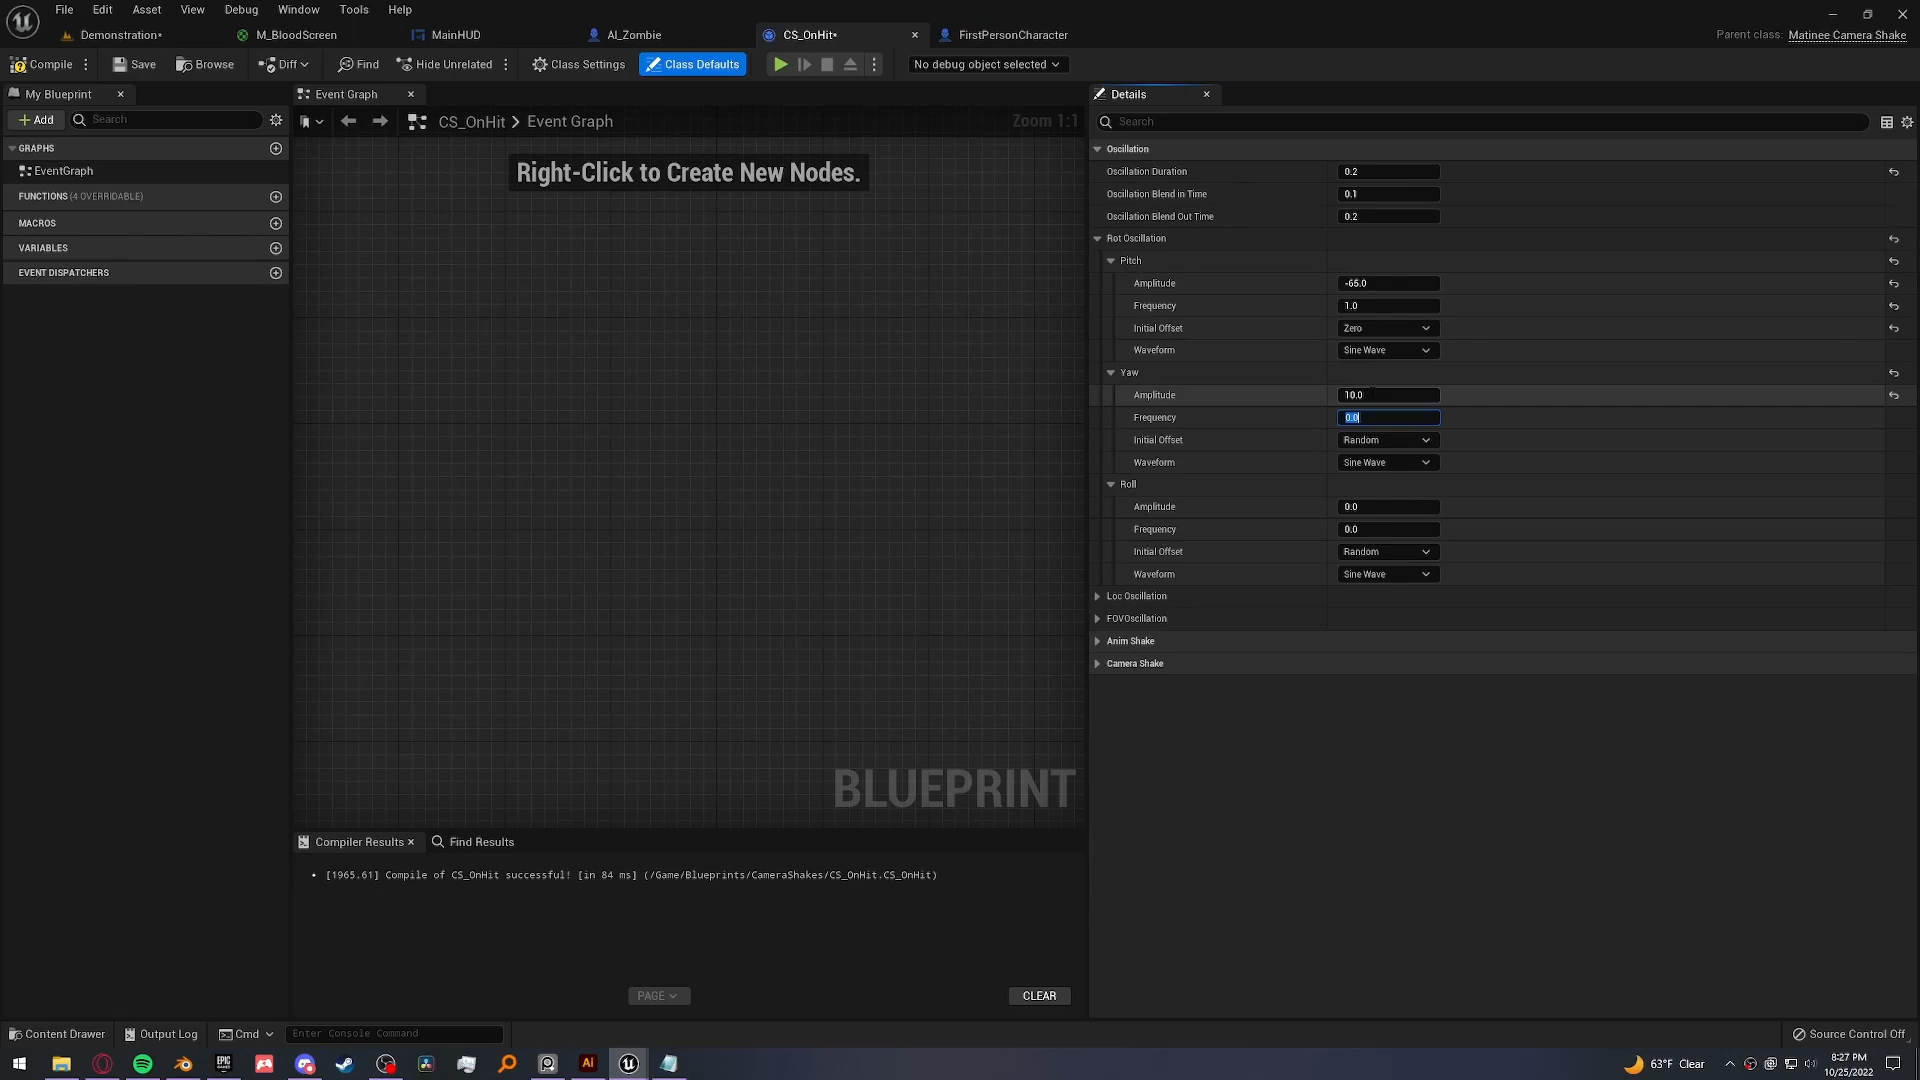 File Edit Asset View Debug Window Tools Help
Demonstration* M_BloodScreen MainHUD AI_Zombie CS_OnHit* FirstPersonCharacter Parent class: Matinee Camera Shake
Compile Save Browse Diff Find Hide Unrelated Class Settings Class Defaults No debug object selected
My Blueprint
Event Graph
Details
Add Search
CS_OnHit > Event Graph Zoom 1:1
Search
GRAPHS
EventGraph
FUNCTIONS (4 OVERRIDABLE)
MACROS
VARIABLES
EVENT DISPATCHERS
Right-Click to Create New Nodes.
BLUEPRINT
Oscillation
Oscillation Duration 0.2
Oscillation Blend in Time 0.1
Oscillation Blend Out Time 0.2
Rot Oscillation
Pitch
Amplitude -65.0
Frequency 1.0
Initial Offset Zero
Waveform Sine Wave
Yaw
Amplitude 10.0
Frequency 0.0
Initial Offset Random
Waveform Sine Wave
Roll
Amplitude 0.0
Frequency 0.0
Initial Offset Random
Waveform Sine Wave
Loc Oscillation
FOVOscillation
Anim Shake
Camera Shake
Compiler Results Find Results
[1965.61] Compile of CS_OnHit successful! [in 84 ms] (/Game/Blueprints/CameraShakes/CS_OnHit.CS_OnHit)
PAGE CLEAR
Content Drawer Output Log Cmd Enter Console Command Source Control Off
EPIC GAMES Ai 63°F Clear 8:27 PM
10/25/2022